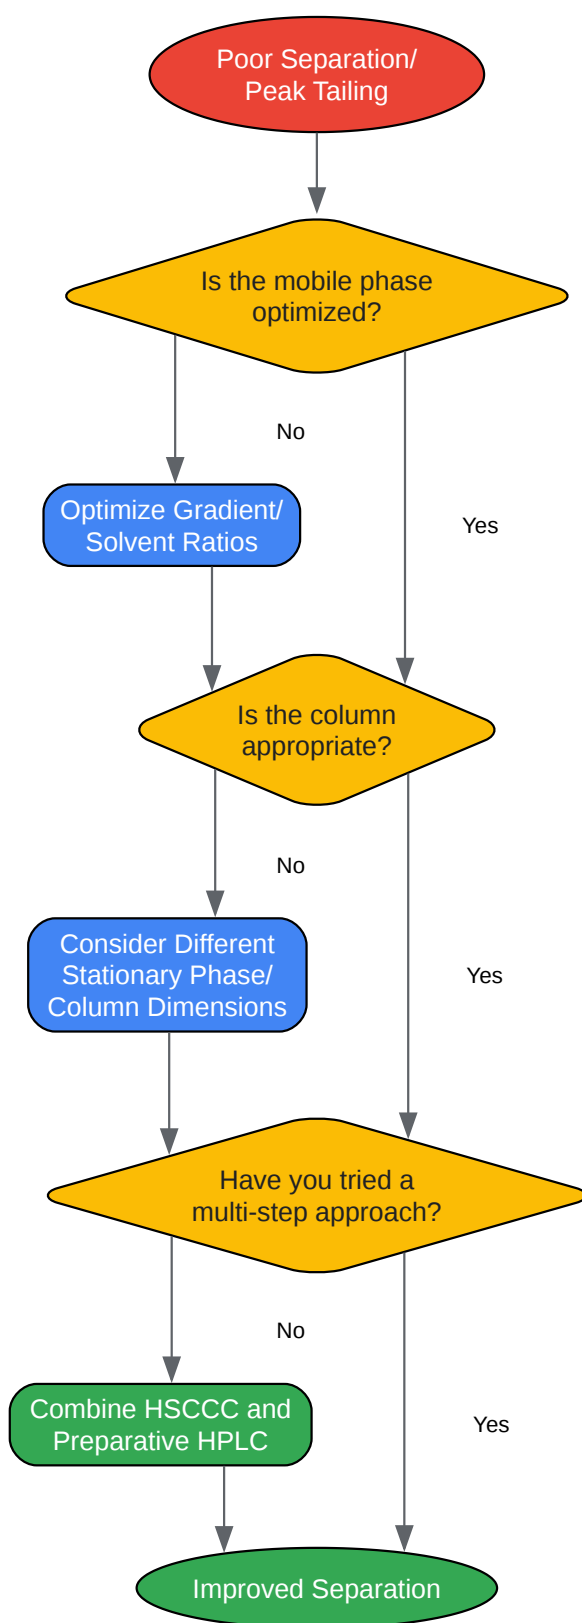 Poor Separation/
Peak Tailing
Is the mobile phase
optimized?
No
Optimize Gradient/
Solvent Ratios
Yes
Is the column
appropriate?
No
Consider Different
Stationary Phase/
Column Dimensions
Yes
Have you tried a
multi-step approach?
No
Combine HSCCC and
Preparative HPLC
Yes
Improved Separation